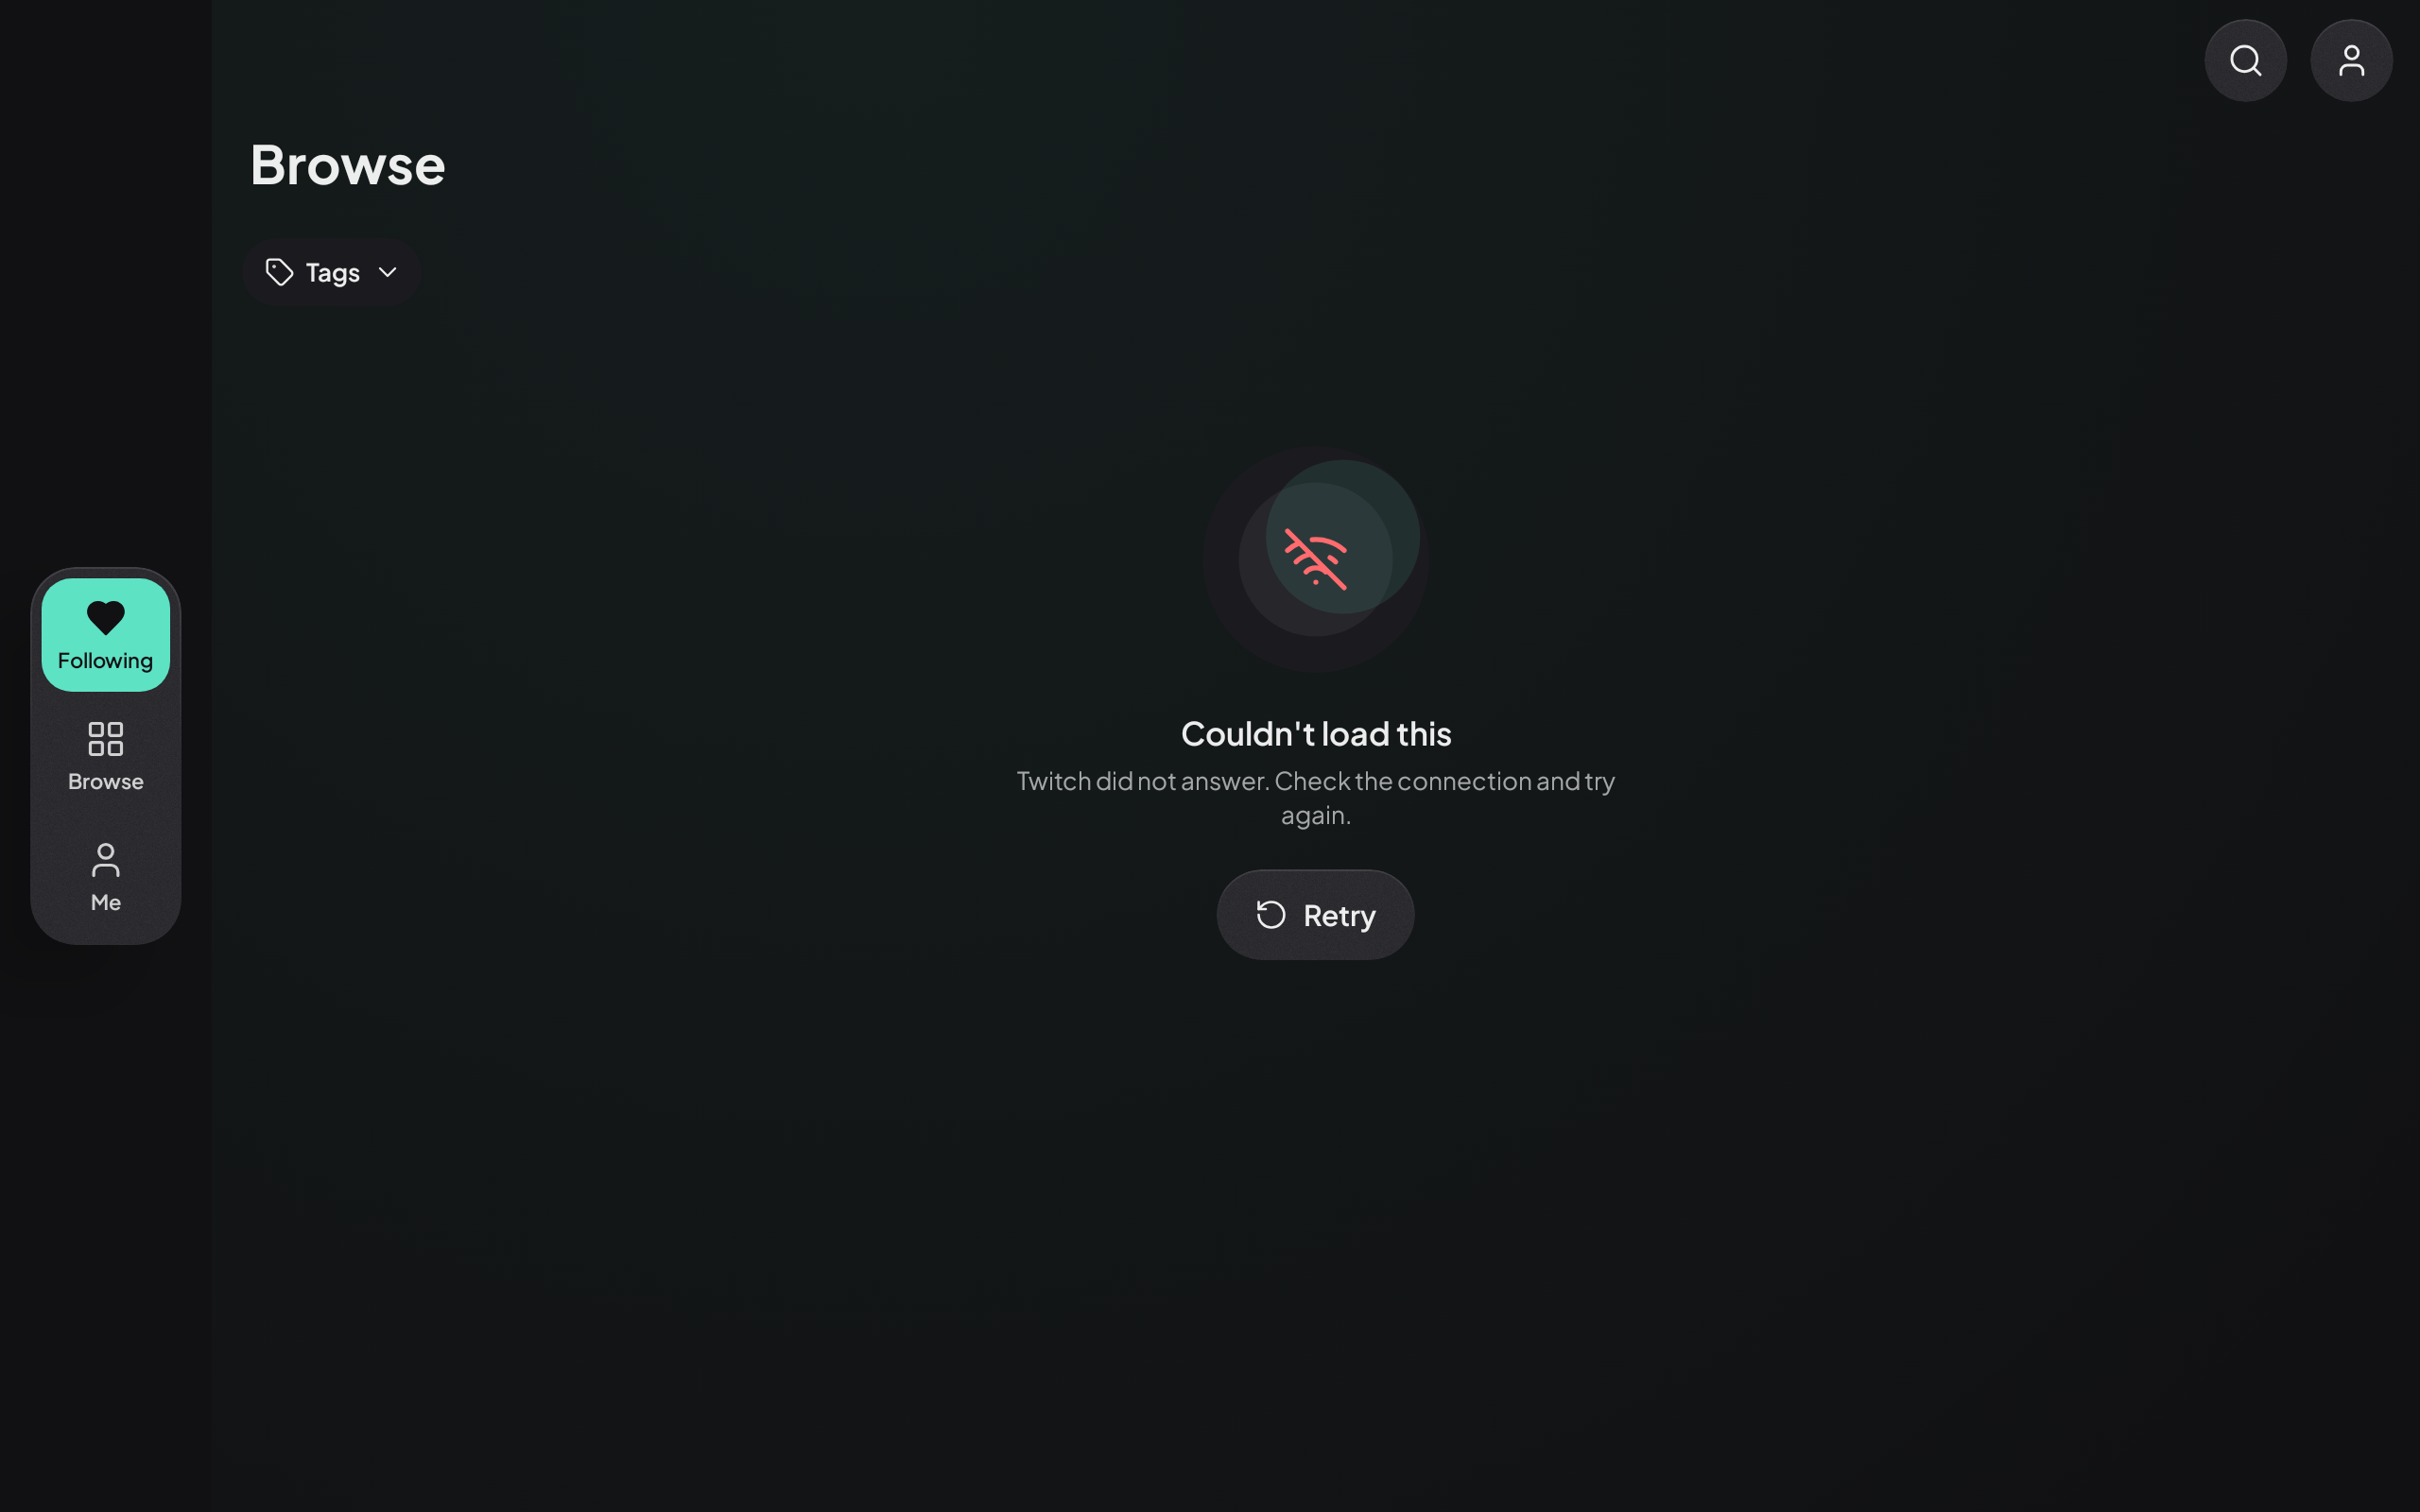 Browse
Tags
Following
Browse
Me
Couldn't load this
Twitch did not answer. Check the connection and try
again.
Retry